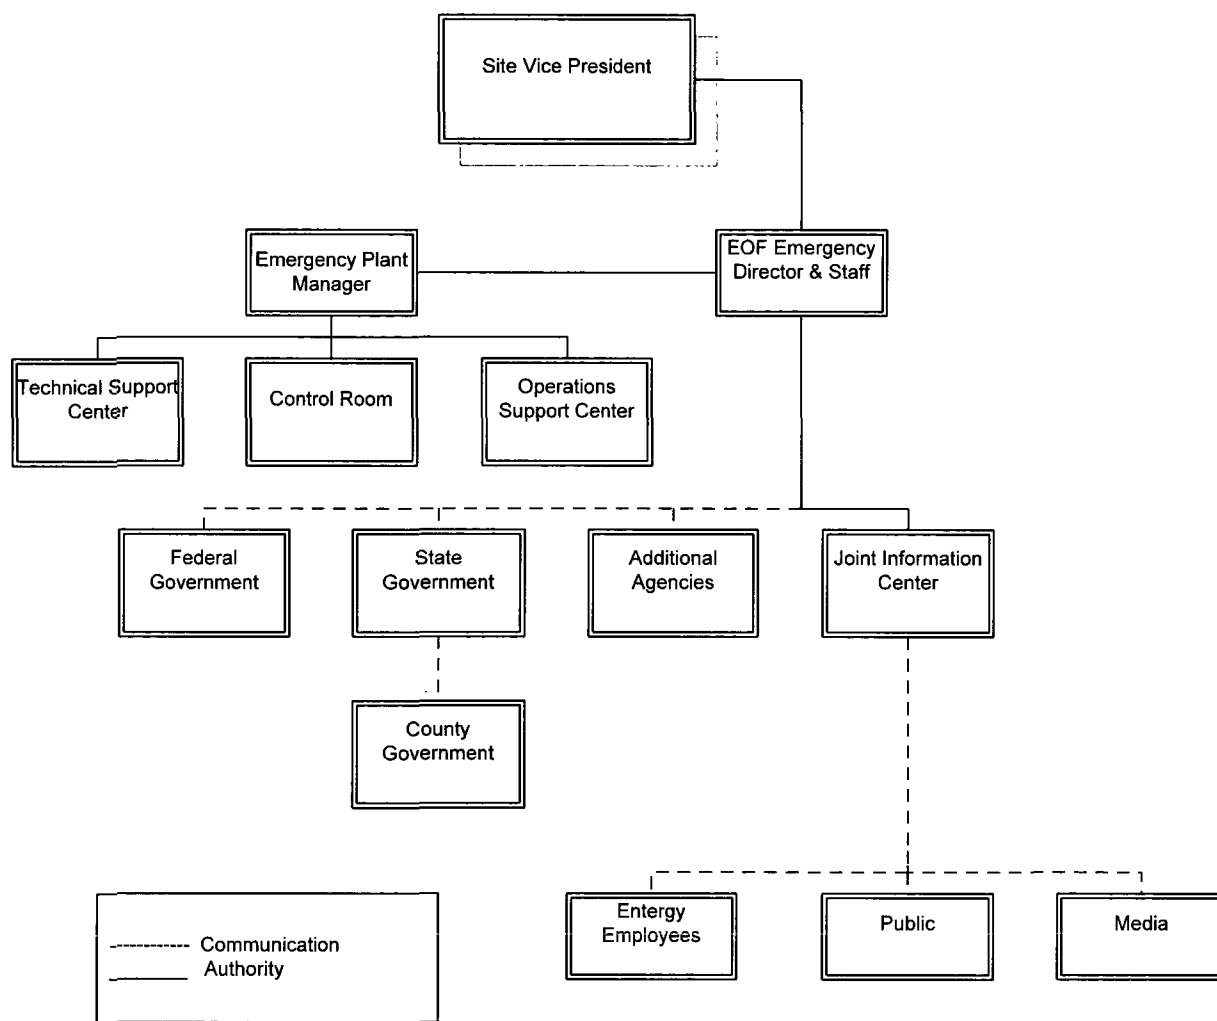 Site Vice President
Emergency Plant
Manager
EOF Emergency
Director & Staff
Technical Support
Center
Control Room
Operations
Support Center
Federal
Government
State
Government
Additional
Agencies
Joint Information
Center
County
Government
Entergy
Employees
Public
Media
Communication
Authority